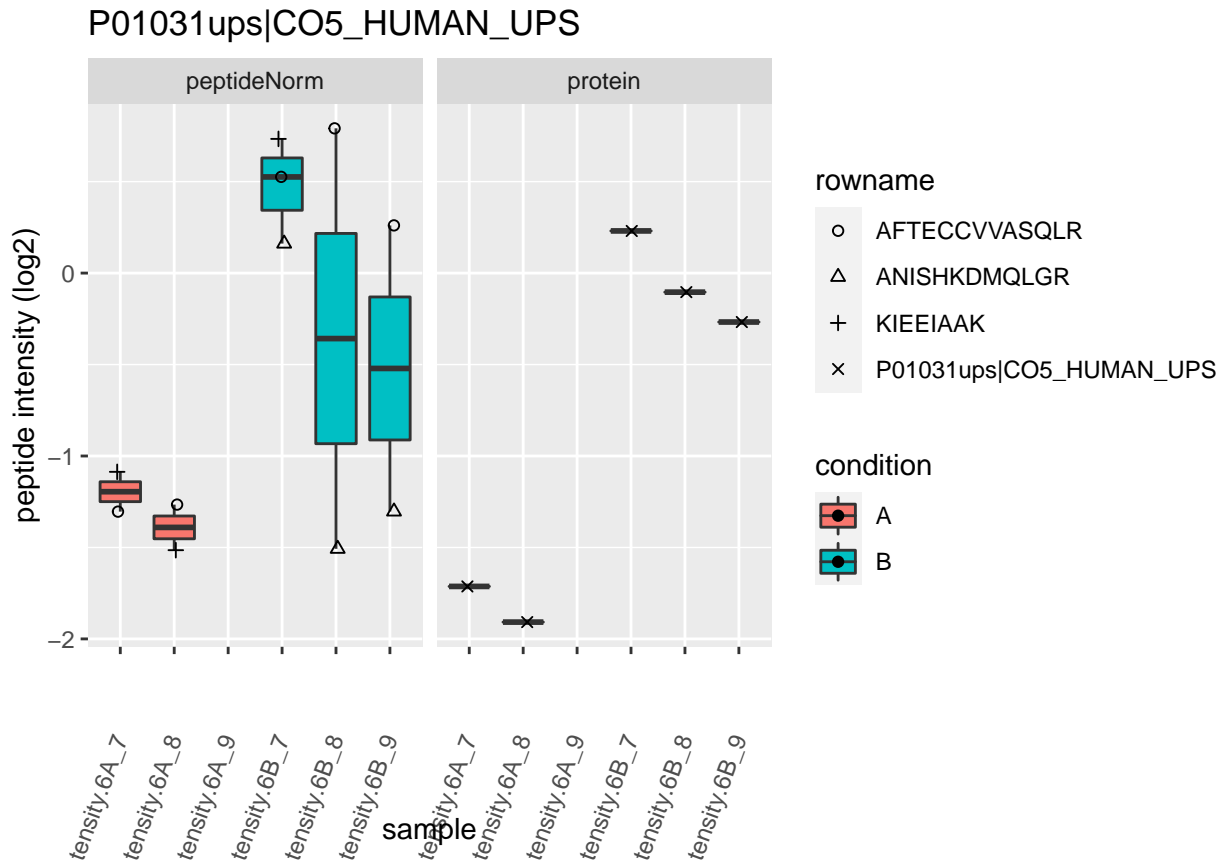 P01031ups|CO5_HUMAN_UPS
peptideNorm
protein
peptide intensity (log2)
0
−1
−2
tensity.6A_7
tensity.6A_8
tensity.6A_9
tensity.6B_7
tensity.6B_8
tensity.6B_9
tensity.6A_7
tensity.6A_8
tensity.6A_9
tensity.6B_7
tensity.6B_8
tensity.6B_9
sample
rowname
AFTECCVVASQLR
ANISHKDMQLGR
KIEEIAAK
P01031ups|CO5_HUMAN_UPS
condition
A
B